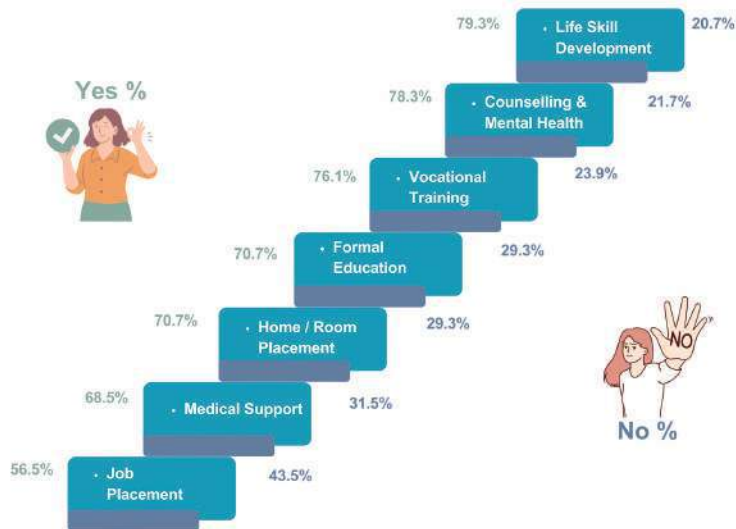 79.3%
• Life Skill
Development
20.7%
Yes %
78.3%
• Counselling &
Mental Health
21.7%
76.1%
• Vocational
Training
23.9%
70.7%
• Formal
Education
29.3%
70.7%
• Home / Room
Placement
29.3%
NO
No %
68.5%
• Medical Support
31.5%
56.5%
• Job
Placement
43.5%